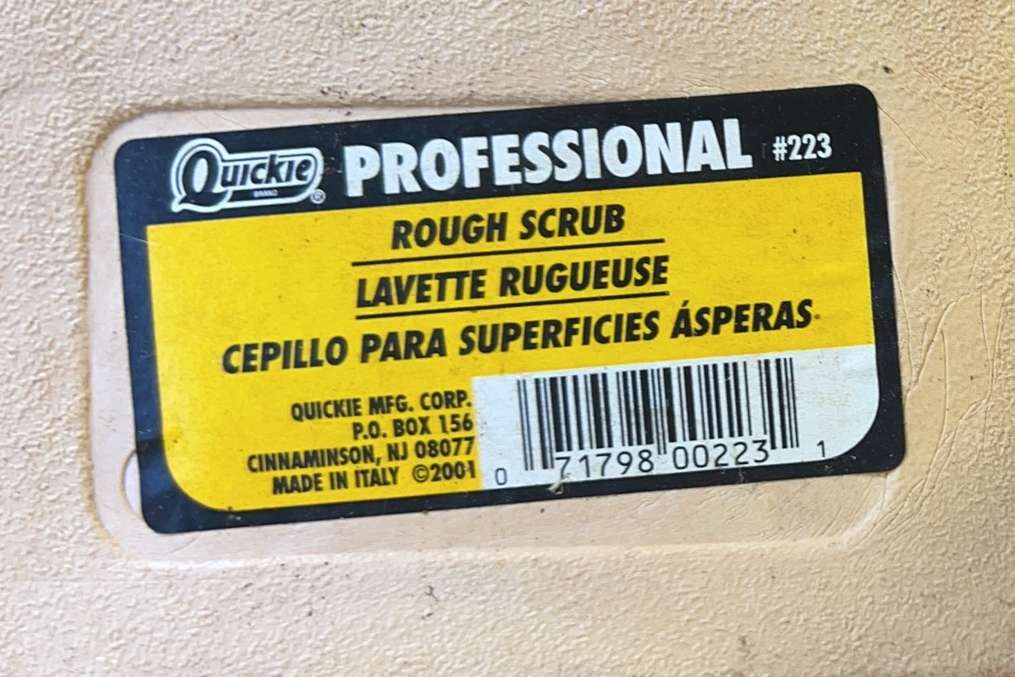 Quickie BRAND ® PROFESSIONAL #223
ROUGH SCRUB
LAVETTE RUGUEUSE
CEPILLO PARA SUPERFICIES ÁSPERAS
QUICKIE MFG. CORP.
P.O. BOX 156
CINNAMINSON, NJ 08077
MADE IN ITALY ©2001
0 71798 00223 1